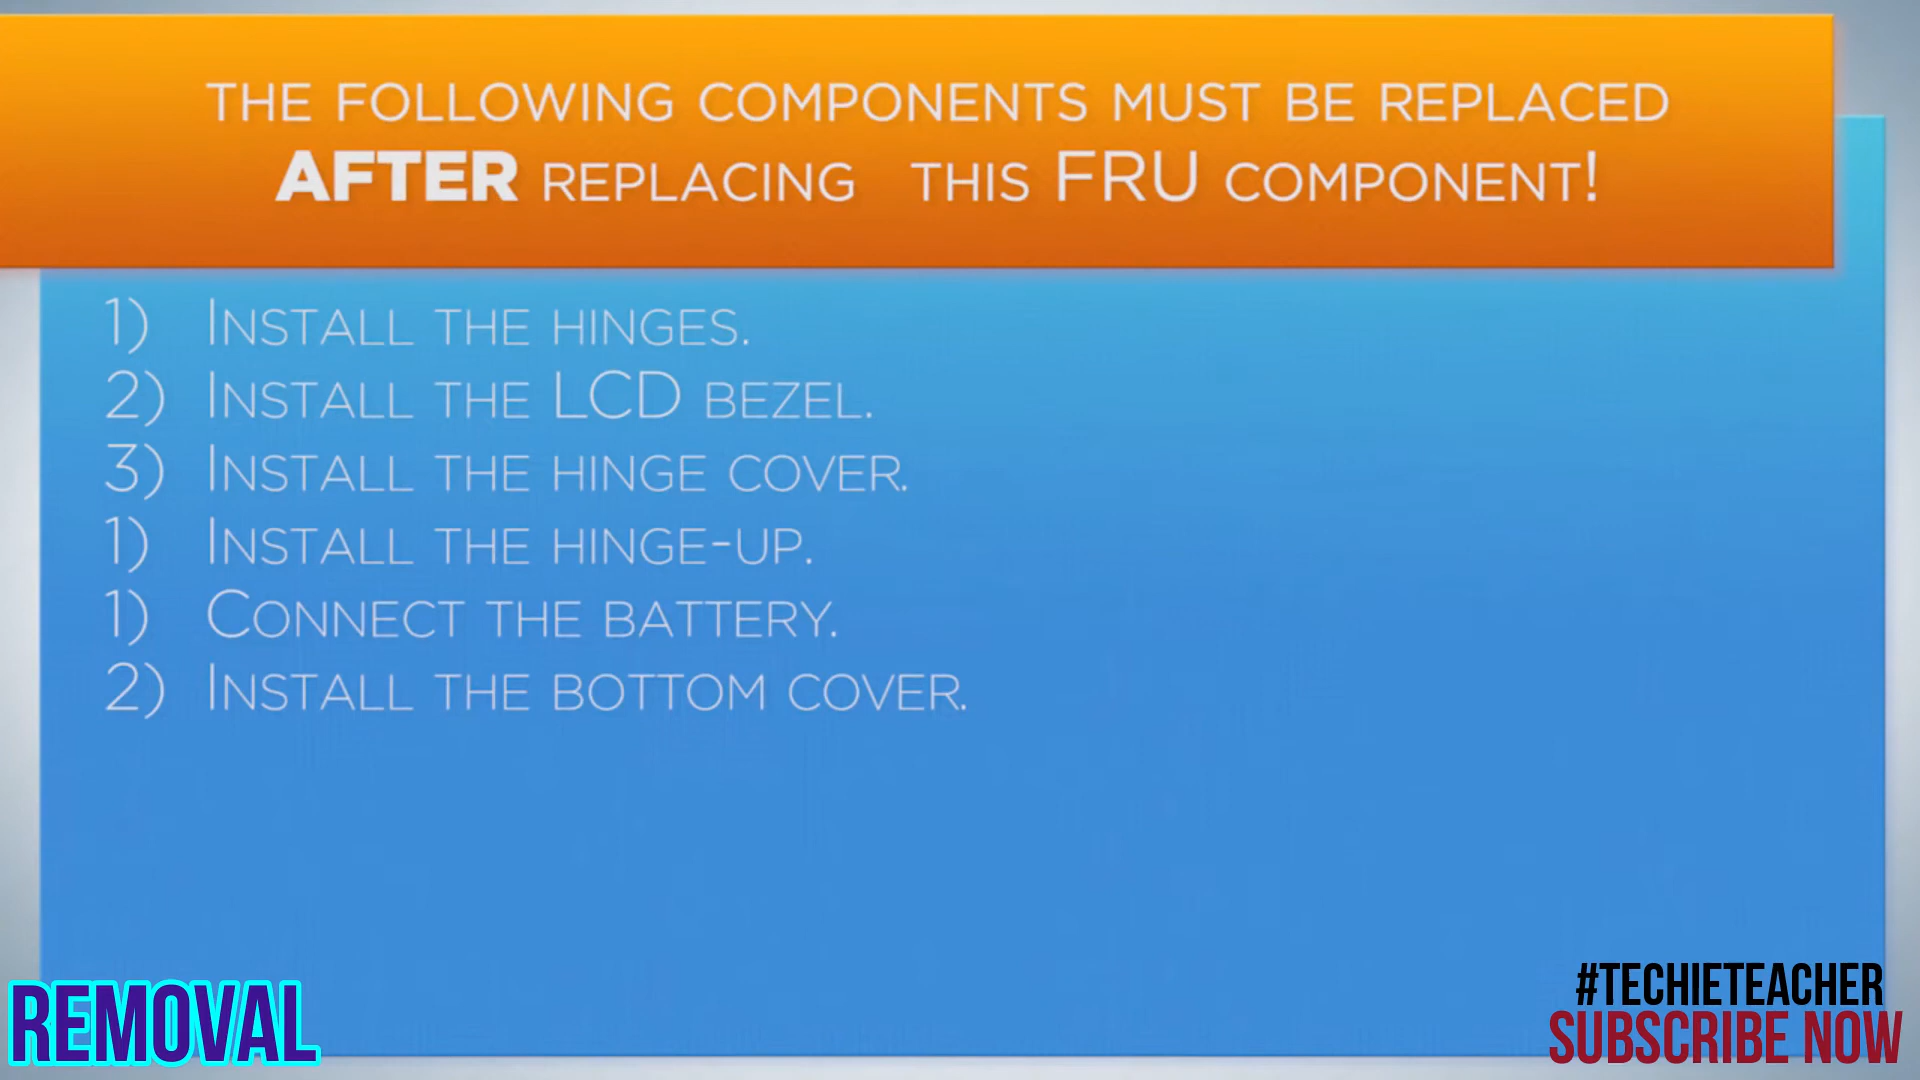 THE FOLLOWING COMPONENTS MUST BE REPLACED
AFTER REPLACING THIS FRU COMPONENT!
1) INSTALL THE HINGES.
2) INSTALL THE LCD BEZEL.
3) INSTALL THE HINGE COVER.
1) INSTALL THE HINGE-UP.
1) CONNECT THE BATTERY.
2) INSTALL THE BOTTOM COVER.
REMOVAL
#TECHIETEACHER
SUBSCRIBE NOW